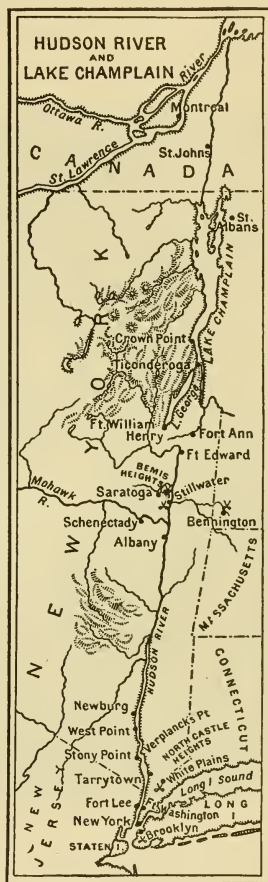 HUDSON RIVER
AND
LAKE CHAMPLAIN
Ottawa R.
River
Montreal
St. Lawrence
St.Johns
CANADA
St.
Albans
LAKE CHAMPLAIN
Crown Point
Ticonderoga
L. George
Ft. William
Henry
Fort Ann
Ft Edward
BEMIS
HEIGHTS
Saratoga
Stillwater
Mohawk
R.
Schenectady
Bennington
Albany
NEW YORK
MASSACHUSETTS
HUDSON RIVER
CONNECTICUT
Newburg
West Point
Verplanck's Pt
Stony Point
NORTH CASTLE
HEIGHTS
White Plains
Tarrytown
Long I Sound
Fort Lee
Ft. Washington
LONG
I
New York
Brooklyn
NEW
JERSEY
STATEN I.